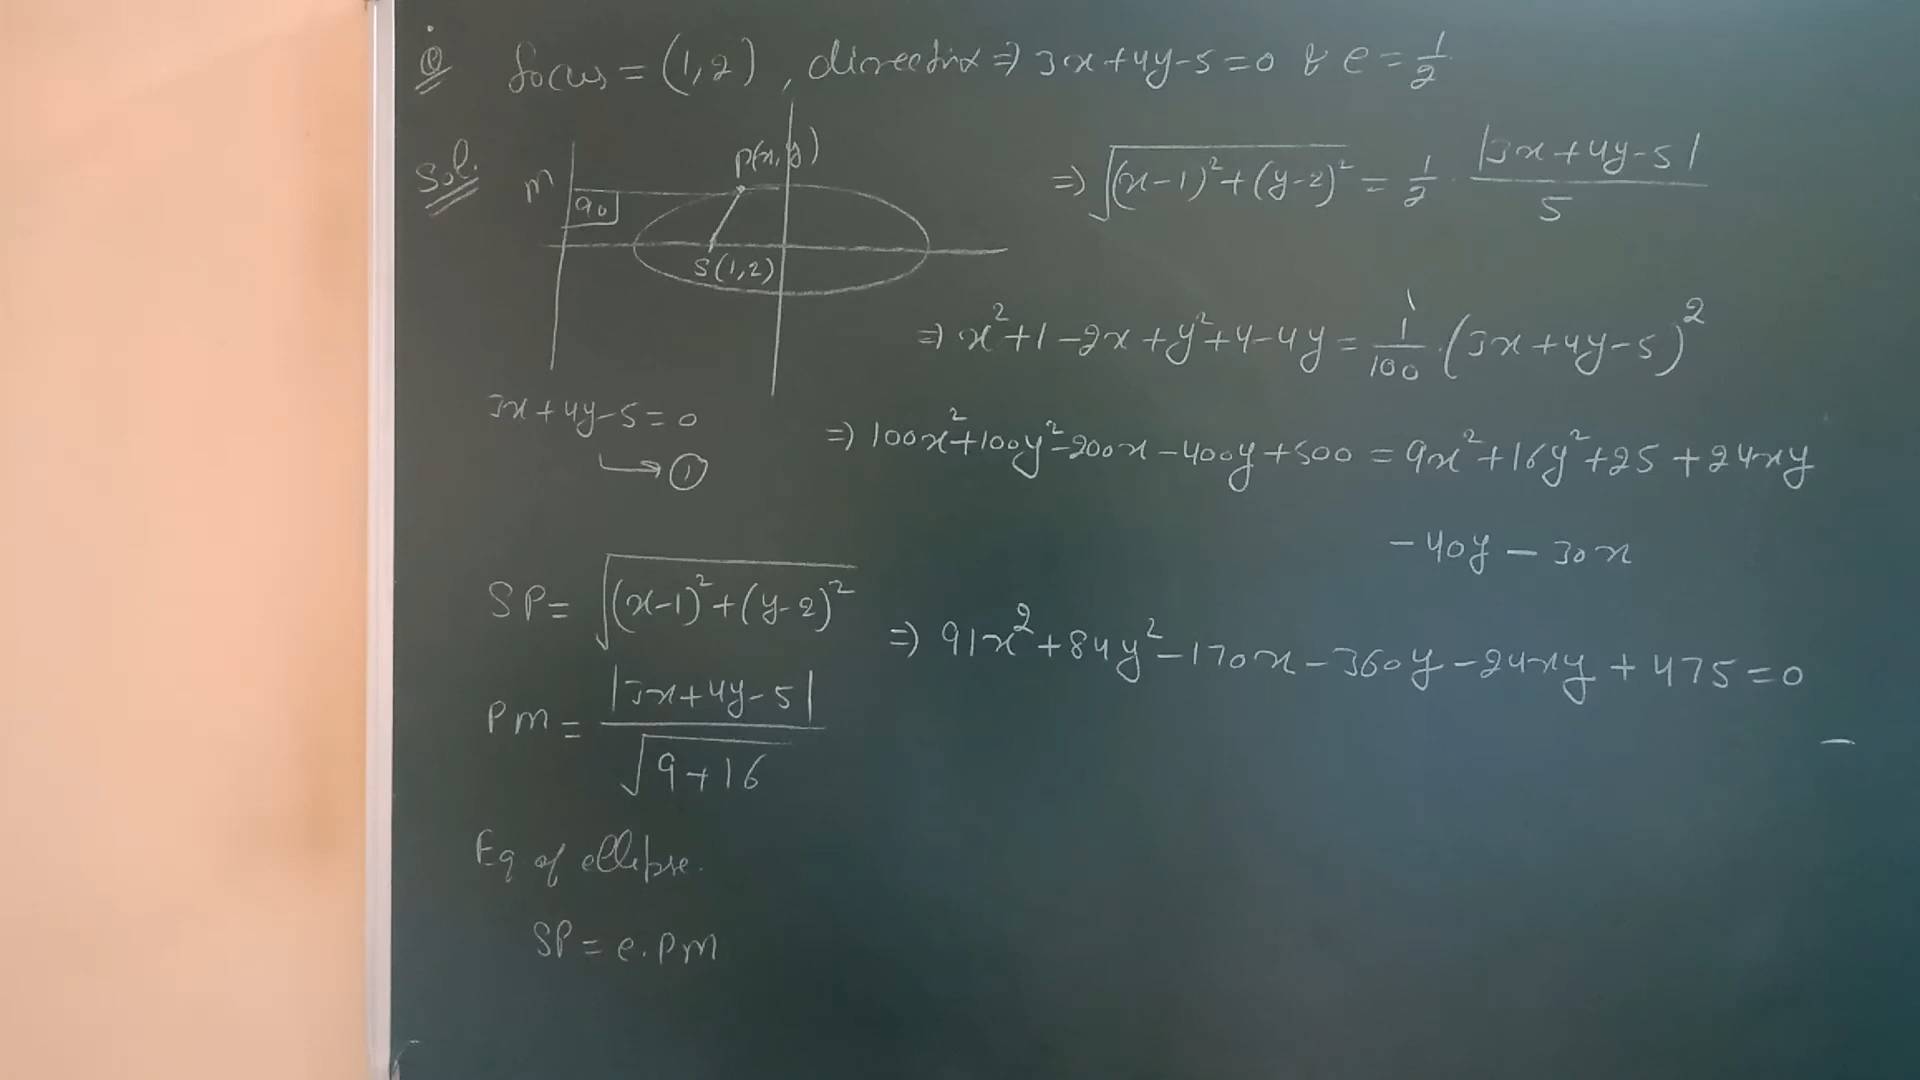 Q focus = (1,2), directrix ⇒ 3x+4y-5=0 & e = 1/2
Sol.
M
90
P(x,y)
S(1,2)
3x+4y-5=0
→ ①
SP = √((x-1)²+(y-2)²)
PM = |3x+4y-5| / √(9+16)
Eq of ellipse.
SP = e.PM
⇒ √((x-1)²+(y-2)²) = 1/2 · |3x+4y-5| / 5
⇒ x²+1-2x+y²+4-4y = 1/100 · (3x+4y-5)²
⇒ 100x²+100y²-200x-400y+500 = 9x²+16y²+25+24xy
-40y-30x
⇒ 91x²+84y²-170x-360y-24xy+475=0